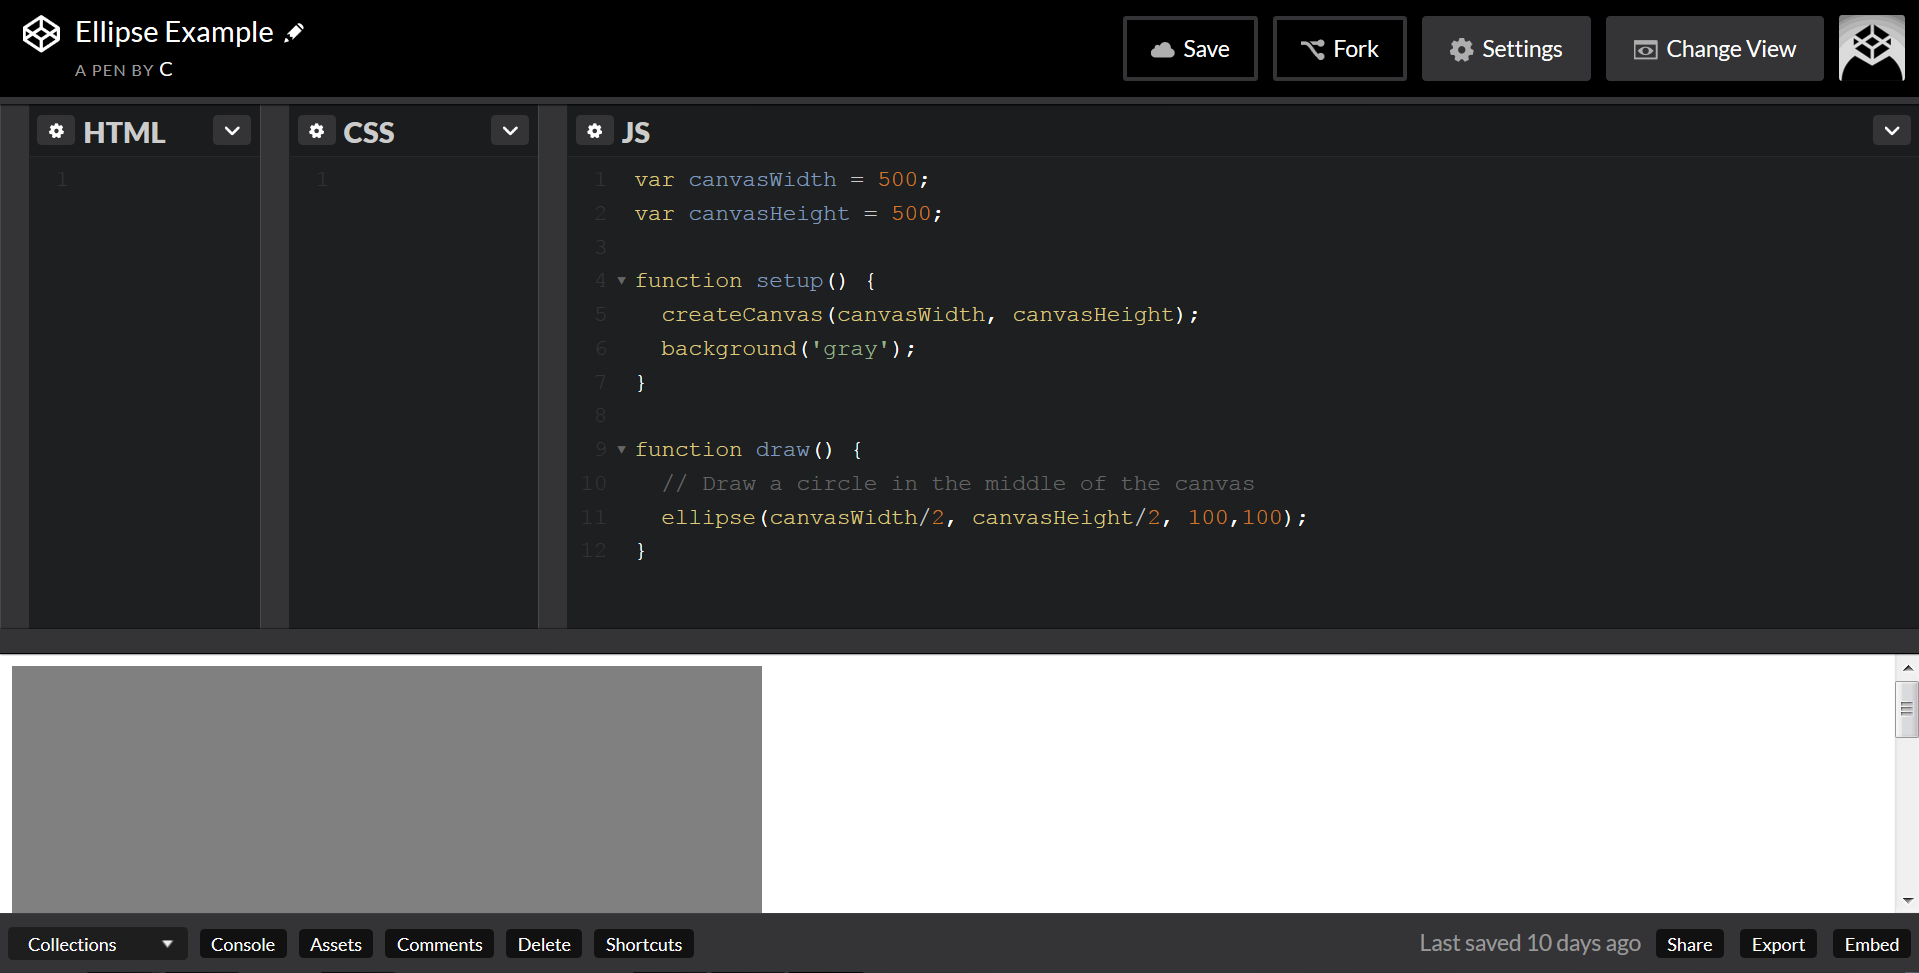 Ellipse Example
A PEN BY C
Save
Fork
Settings
Change View
HTML
CSS
JS
1
1
1 var canvasWidth = 500;
2 var canvasHeight = 500;
3
4 function setup() {
5 createCanvas(canvasWidth, canvasHeight);
6 background('gray');
7 }
8
9 function draw() {
10 // Draw a circle in the middle of the canvas
11 ellipse(canvasWidth/2, canvasHeight/2, 100,100);
12 }
Collections
Console
Assets
Comments
Delete
Shortcuts
Last saved 10 days ago
Share
Export
Embed